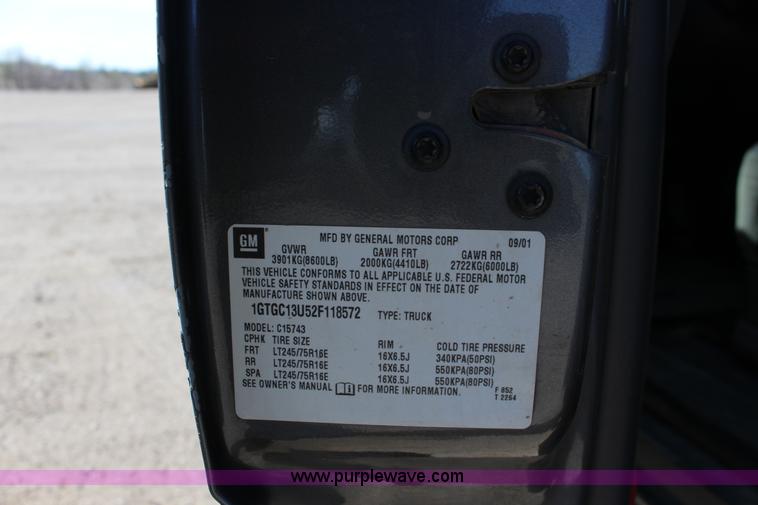 GM
MFD BY GENERAL MOTORS CORP 09/01
GVWR GAWR FRT GAWR RR
3901KG(8600LB) 2000KG(4410LB) 2722KG(6000LB)
THIS VEHICLE CONFORMS TO ALL APPLICABLE U.S. FEDERAL MOTOR
VEHICLE SAFETY STANDARDS IN EFFECT ON THE DATE OF
MANUFACTURE SHOWN ABOVE.
1GTGC13U52F118572 TYPE: TRUCK
MODEL: C15743
CPHK TIRE SIZE RIM COLD TIRE PRESSURE
FRT LT245/75R16E 16X6.5J 340KPA(50PSI)
RR LT245/75R16E 16X6.5J 550KPA(80PSI)
SPA LT245/75R16E 16X6.5J 550KPA(80PSI)
SEE OWNER'S MANUAL FOR MORE INFORMATION.
F 852
T 2264
www.purplewave.com